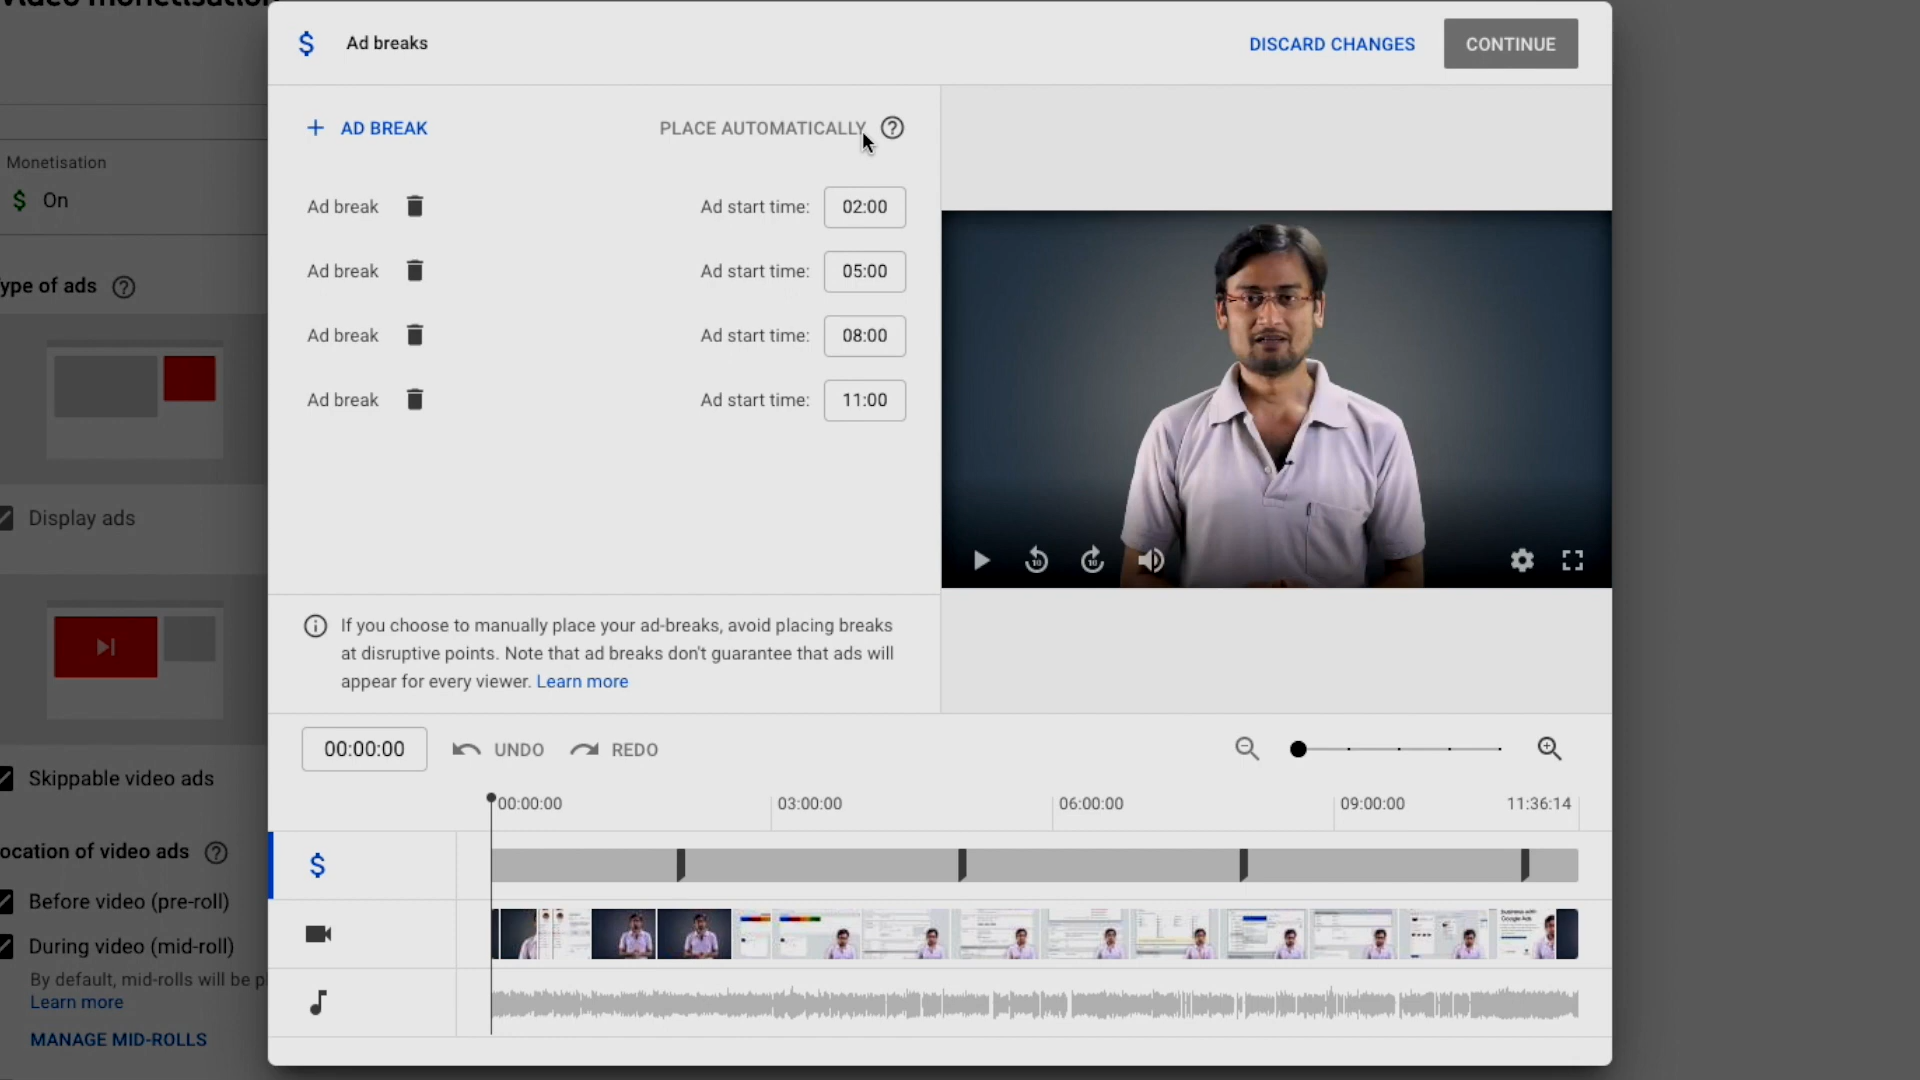 Ad breaks
DISCARD CHANGES
CONTINUE
AD BREAK
PLACE AUTOMATICALLY
Monetisation
$ On
Ad break
Ad start time: 02:00
Ad break
Ad start time: 05:00
Ad break
Ad start time: 08:00
Ad break
Ad start time: 11:00
ype of ads
Display ads
Skippable video ads
ocation of video ads
Before video (pre-roll)
During video (mid-roll)
By default, mid-rolls will be p
Learn more
MANAGE MID-ROLLS
If you choose to manually place your ad-breaks, avoid placing breaks
at disruptive points. Note that ad breaks don't guarantee that ads will
appear for every viewer. Learn more
00:00:00
UNDO
REDO
00:00:00
03:00:00
06:00:00
09:00:00
11:36:14
business with
Google Ads